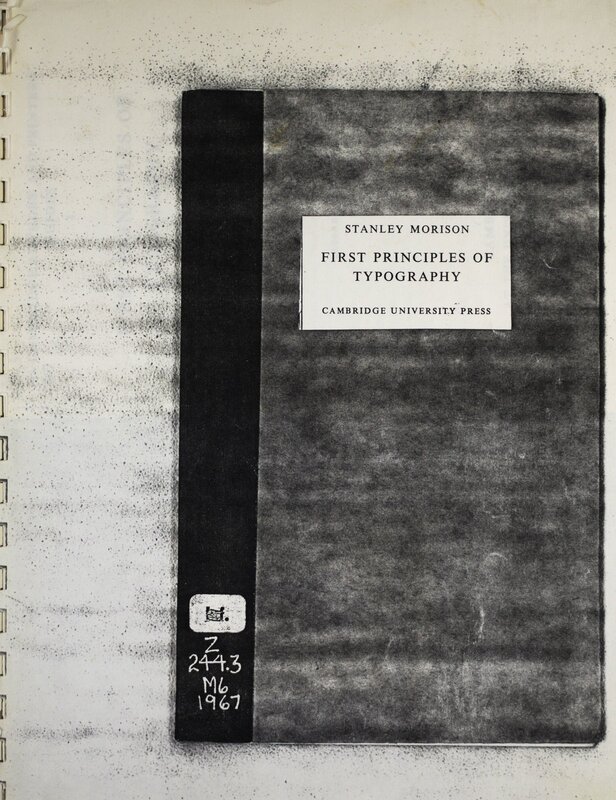 STANLEY MORISON
FIRST PRINCIPLES OF
TYPOGRAPHY
CAMBRIDGE UNIVERSITY PRESS
Z
244.3
M6
1967